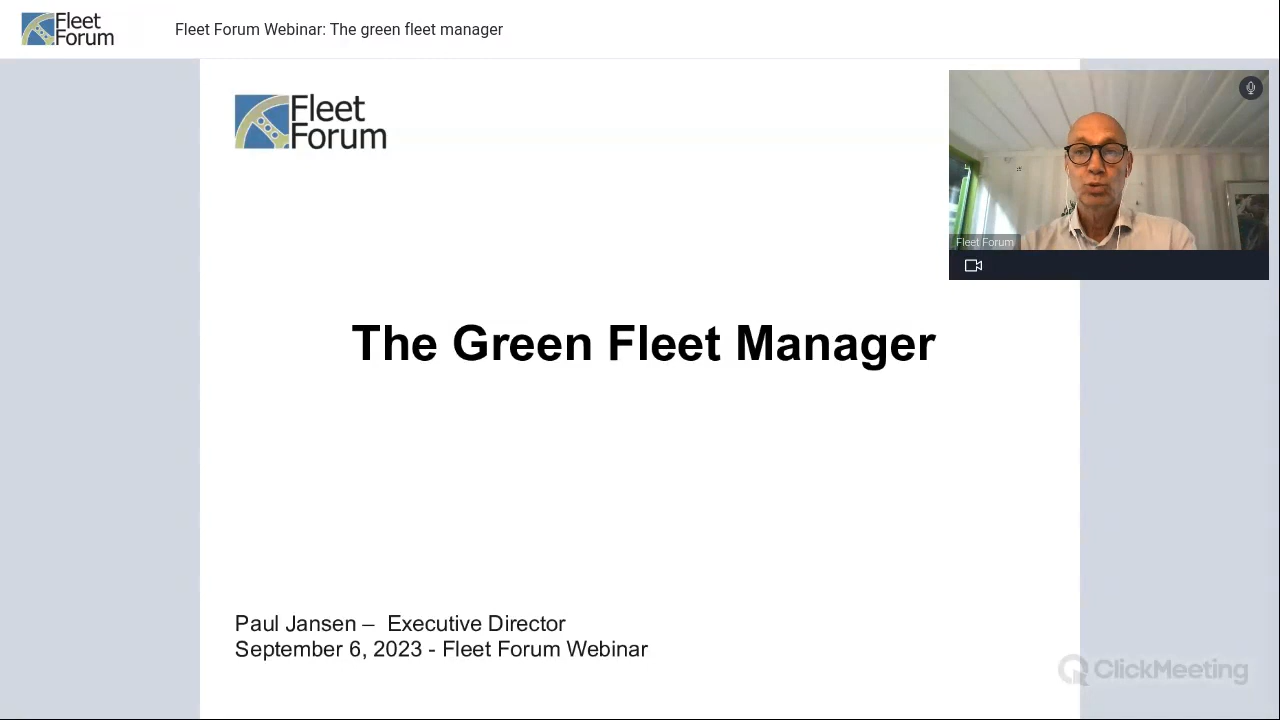 Fleet
Forum
Fleet Forum Webinar: The green fleet manager
Fleet
Forum
Fleet Forum
The Green Fleet Manager
Paul Jansen – Executive Director
September 6, 2023 - Fleet Forum Webinar
ClickMeeting